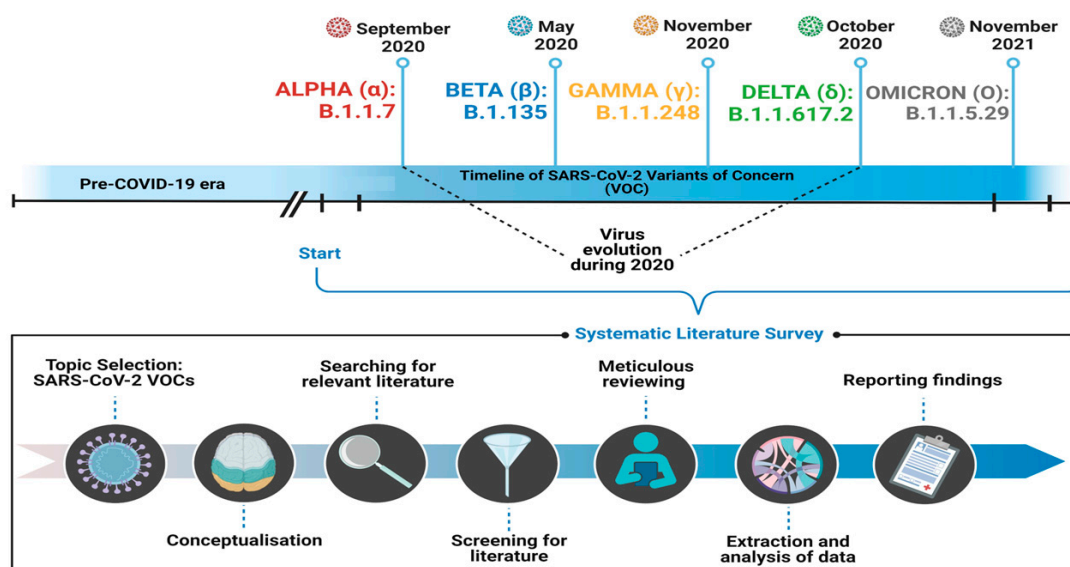 September
2020
May
2020
November
2020
October
2020
November
2021
ALPHA (α):
B.1.1.7
BETA (β):
B.1.135
GAMMA (γ):
B.1.1.248
DELTA (δ):
B.1.1.617.2
OMICRON (O):
B.1.1.5.29
Pre-COVID-19 era
Timeline of SARS-CoV-2 Variants of Concern
(VOC)
Virus
evolution
during 2020
Start
Systematic Literature Survey
Topic Selection:
SARS-CoV-2 VOCs
Conceptualisation
Searching for
relevant literature
Screening for
literature
Meticulous
reviewing
Extraction and
analysis of data
Reporting findings